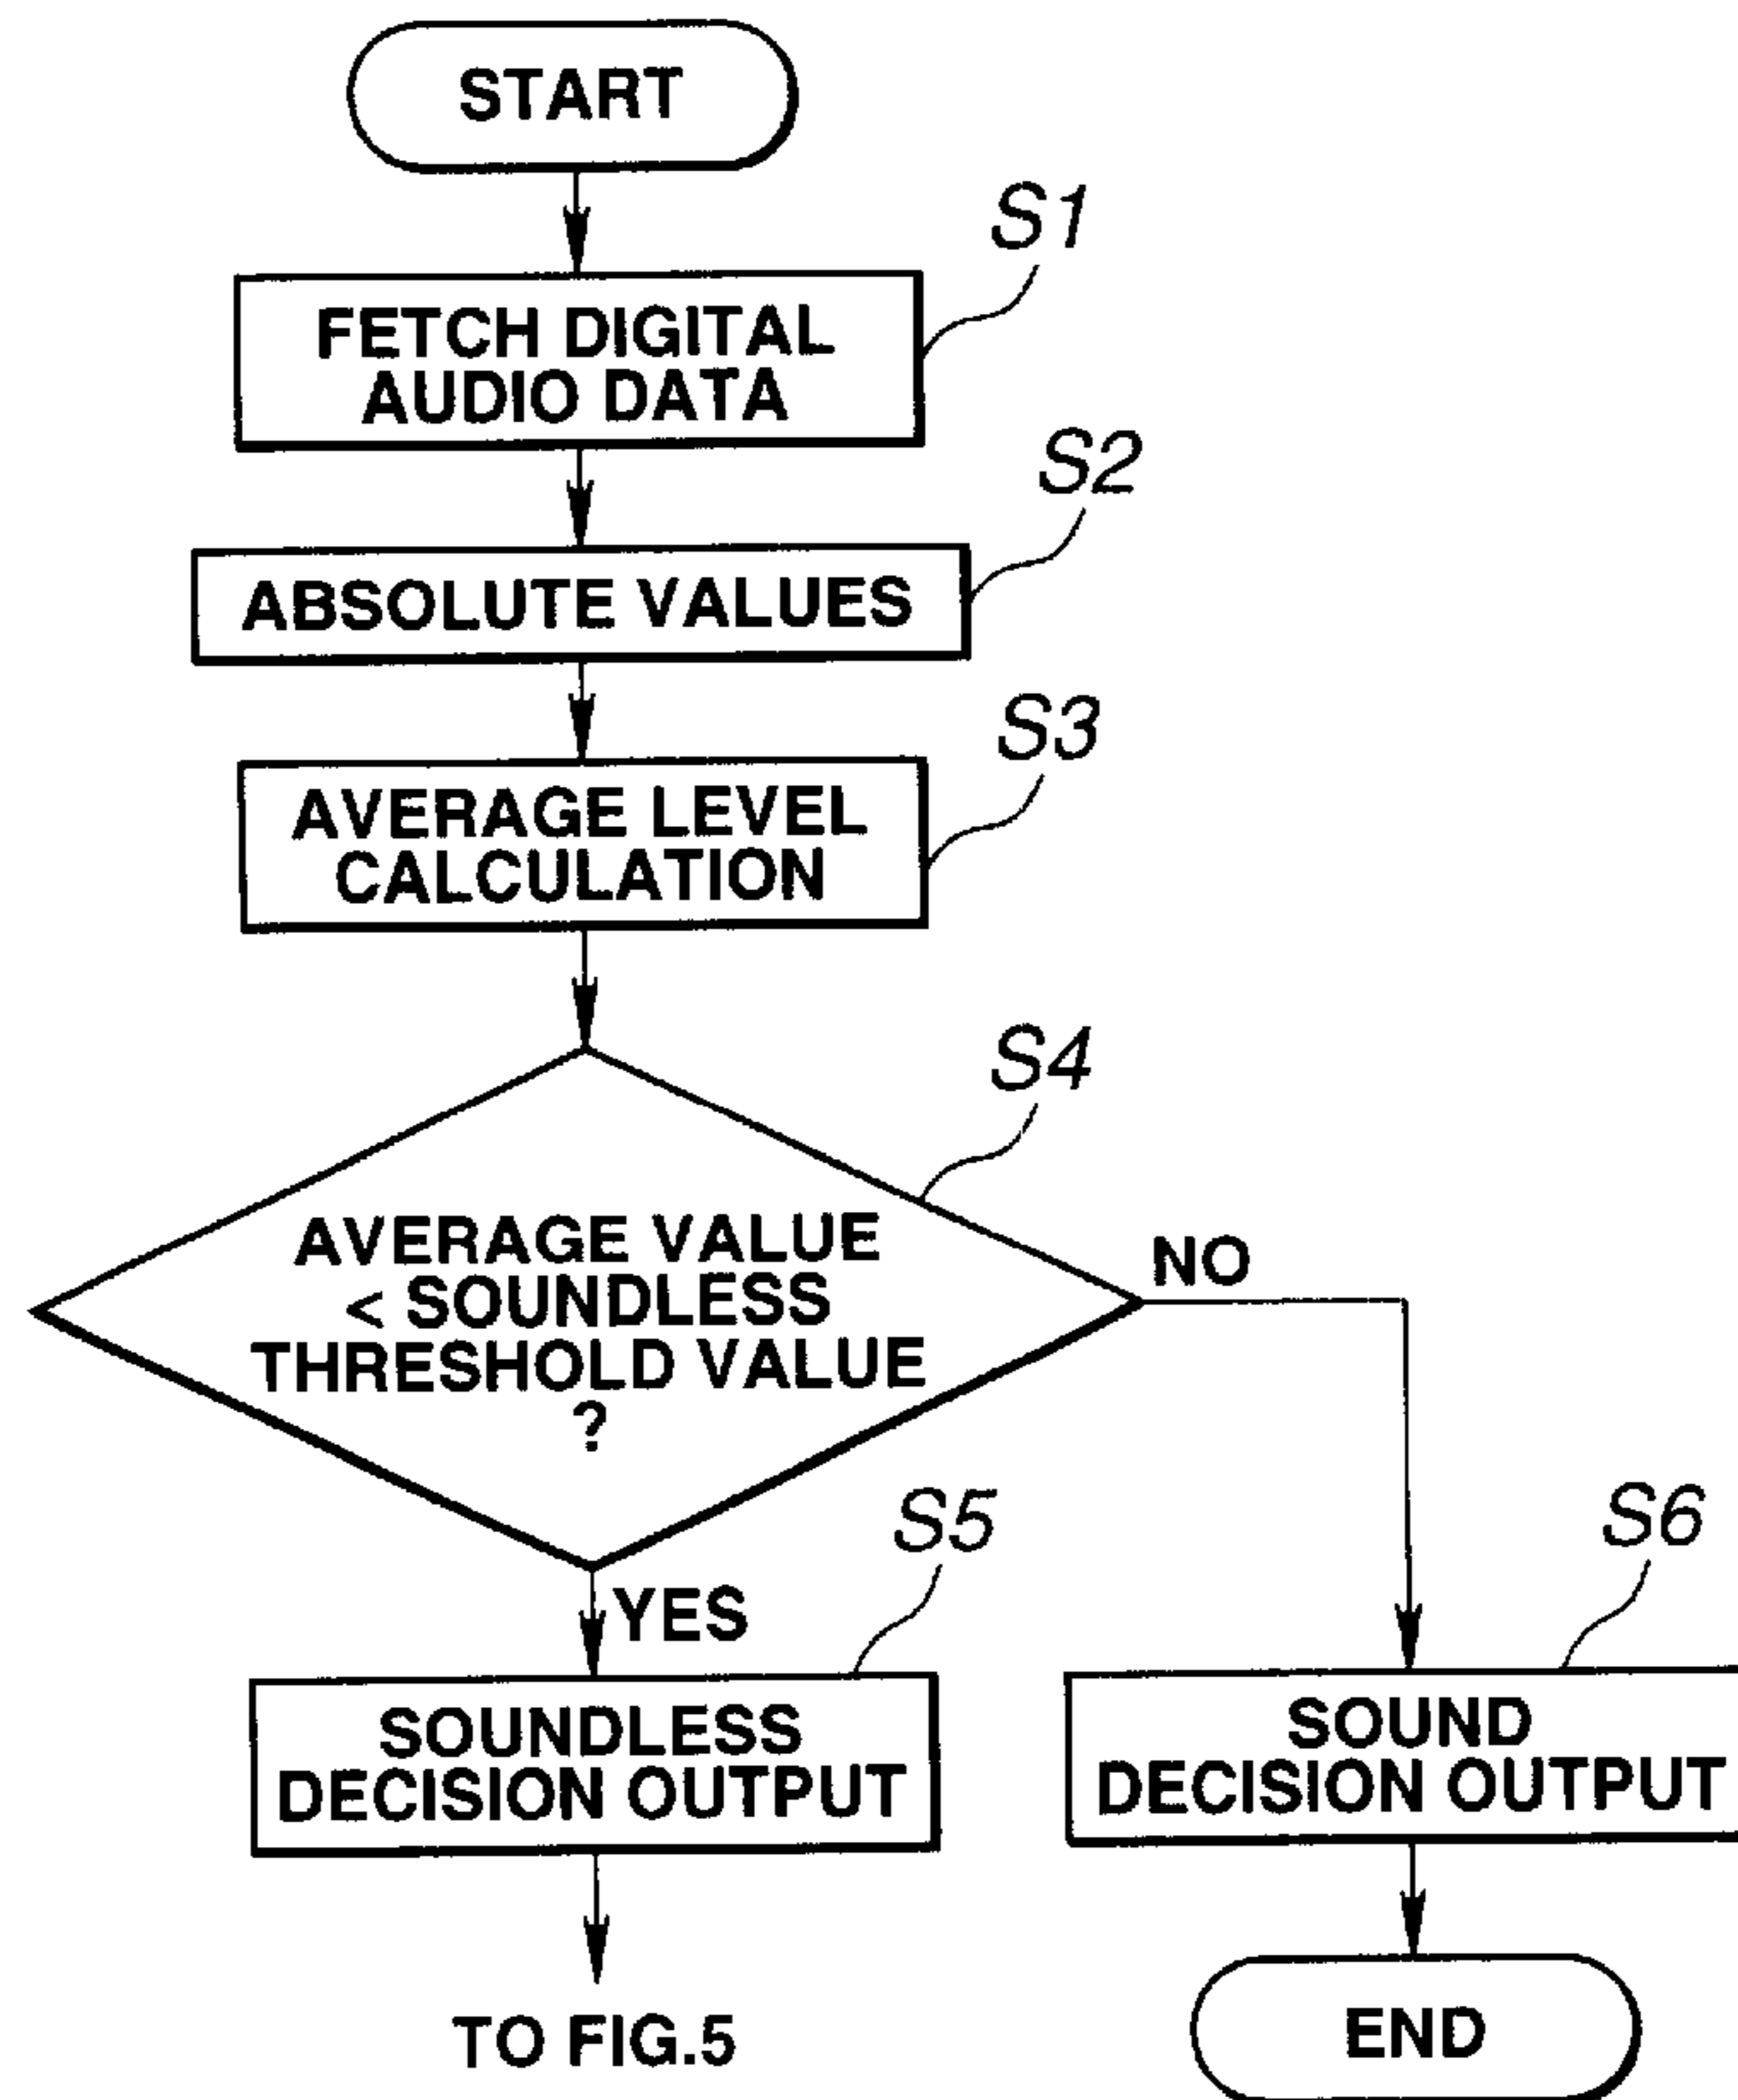 START
S1
FETCH DIGITAL
AUDIO DATA
S2
ABSOLUTE VALUES
S3
AVERAGE LEVEL
CALCULATION
S4
AVERAGE VALUE
< SOUNDLESS
THRESHOLD VALUE
?
NO
YES
S5
SOUNDLESS
DECISION OUTPUT
S6
SOUND
DECISION OUTPUT
TO FIG.5
END